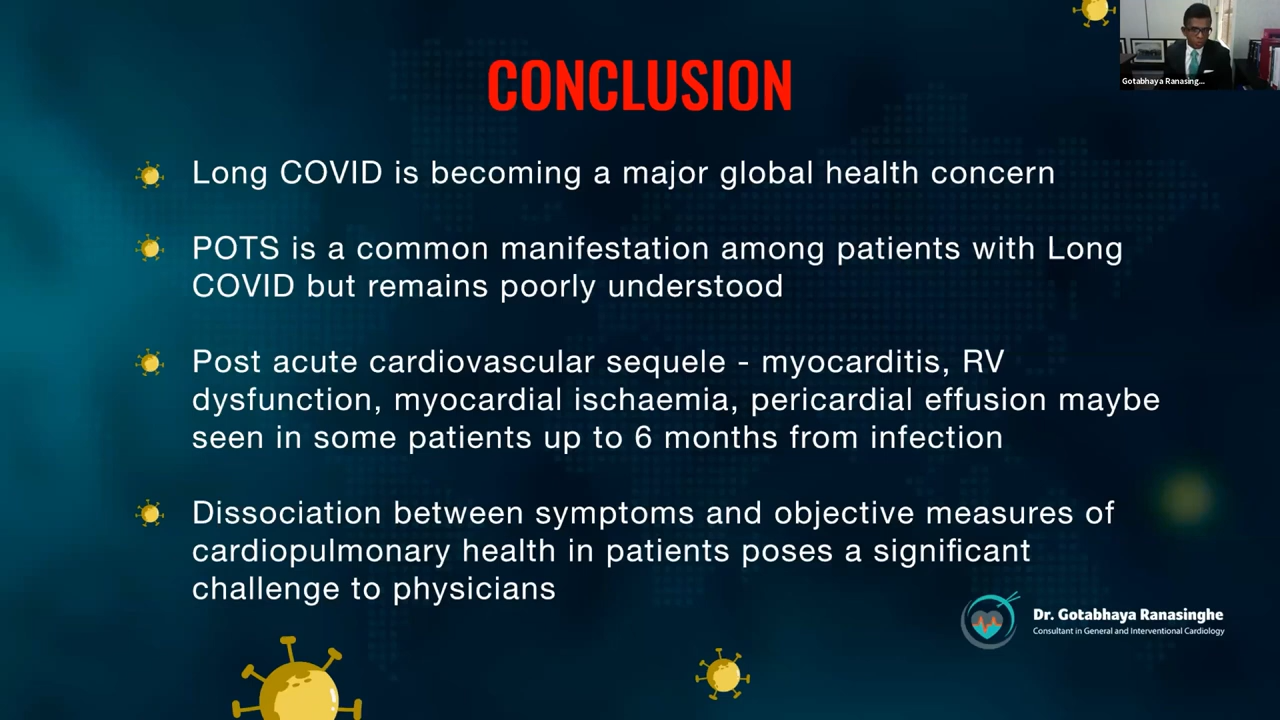 Gotabhaya Ranasing...
CONCLUSION
Long COVID is becoming a major global health concern
POTS is a common manifestation among patients with Long
COVID but remains poorly understood
Post acute cardiovascular sequele - myocarditis, RV
dysfunction, myocardial ischaemia, pericardial effusion maybe
seen in some patients up to 6 months from infection
Dissociation between symptoms and objective measures of
cardiopulmonary health in patients poses a significant
challenge to physicians
Dr. Gotabhaya Ranasinghe
Consultant in General and Interventional Cardiology